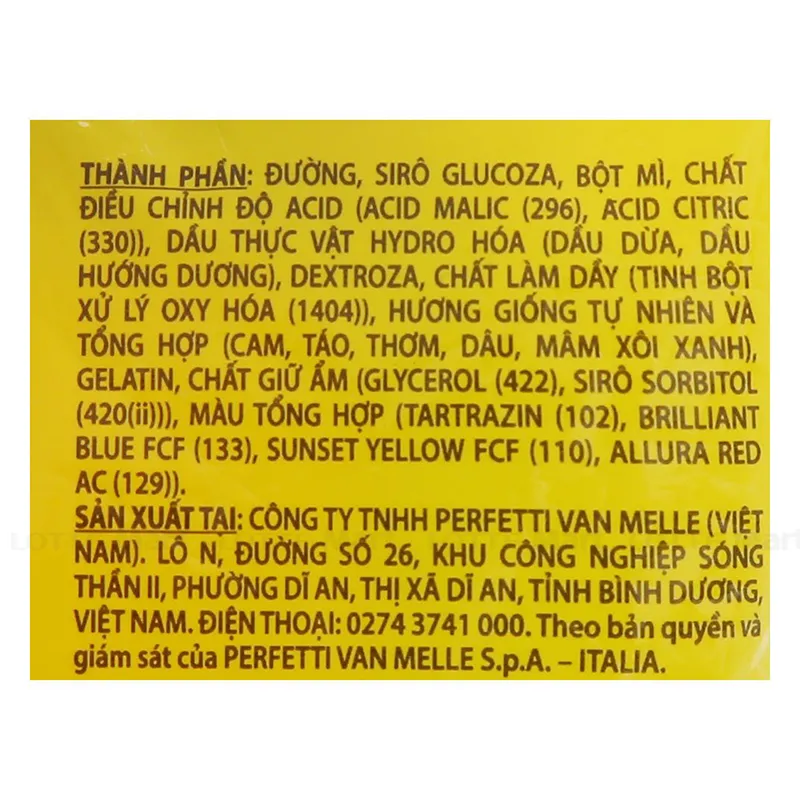 THÀNH PHẦN: ĐƯỜNG, SIRÔ GLUCOZA, BỘT MÌ, CHẤT
ĐIỀU CHỈNH ĐỘ ACID (ACID MALIC (296), ACID CITRIC
(330)), DẦU THỰC VẬT HYDRO HÓA (DẦU DỪA, DẦU
HƯỚNG DƯƠNG), DEXTROZA, CHẤT LÀM DẦY (TINH BỘT
XỬ LÝ OXY HÓA (1404)), HƯƠNG GIỐNG TỰ NHIÊN VÀ
TỔNG HỢP (CAM, TÁO, THƠM, DÂU, MÂM XÔI XANH),
GELATIN, CHẤT GIỮ ẨM (GLYCEROL (422), SIRÔ SORBITOL
(420(ii))), MÀU TỔNG HỢP (TARTRAZIN (102), BRILLIANT
BLUE FCF (133), SUNSET YELLOW FCF (110), ALLURA RED
AC (129)).
SẢN XUẤT TẠI: CÔNG TY TNHH PERFETTI VAN MELLE (VIỆT
NAM). LÔ N, ĐƯỜNG SỐ 26, KHU CÔNG NGHIỆP SÓNG
THẦN II, PHƯỜNG DĨ AN, THỊ XÃ DĨ AN, TỈNH BÌNH DƯƠNG,
VIỆT NAM. ĐIỆN THOẠI: 0274 3741 000. Theo bản quyền và
giám sát của PERFETTI VAN MELLE S.p.A. – ITALIA.